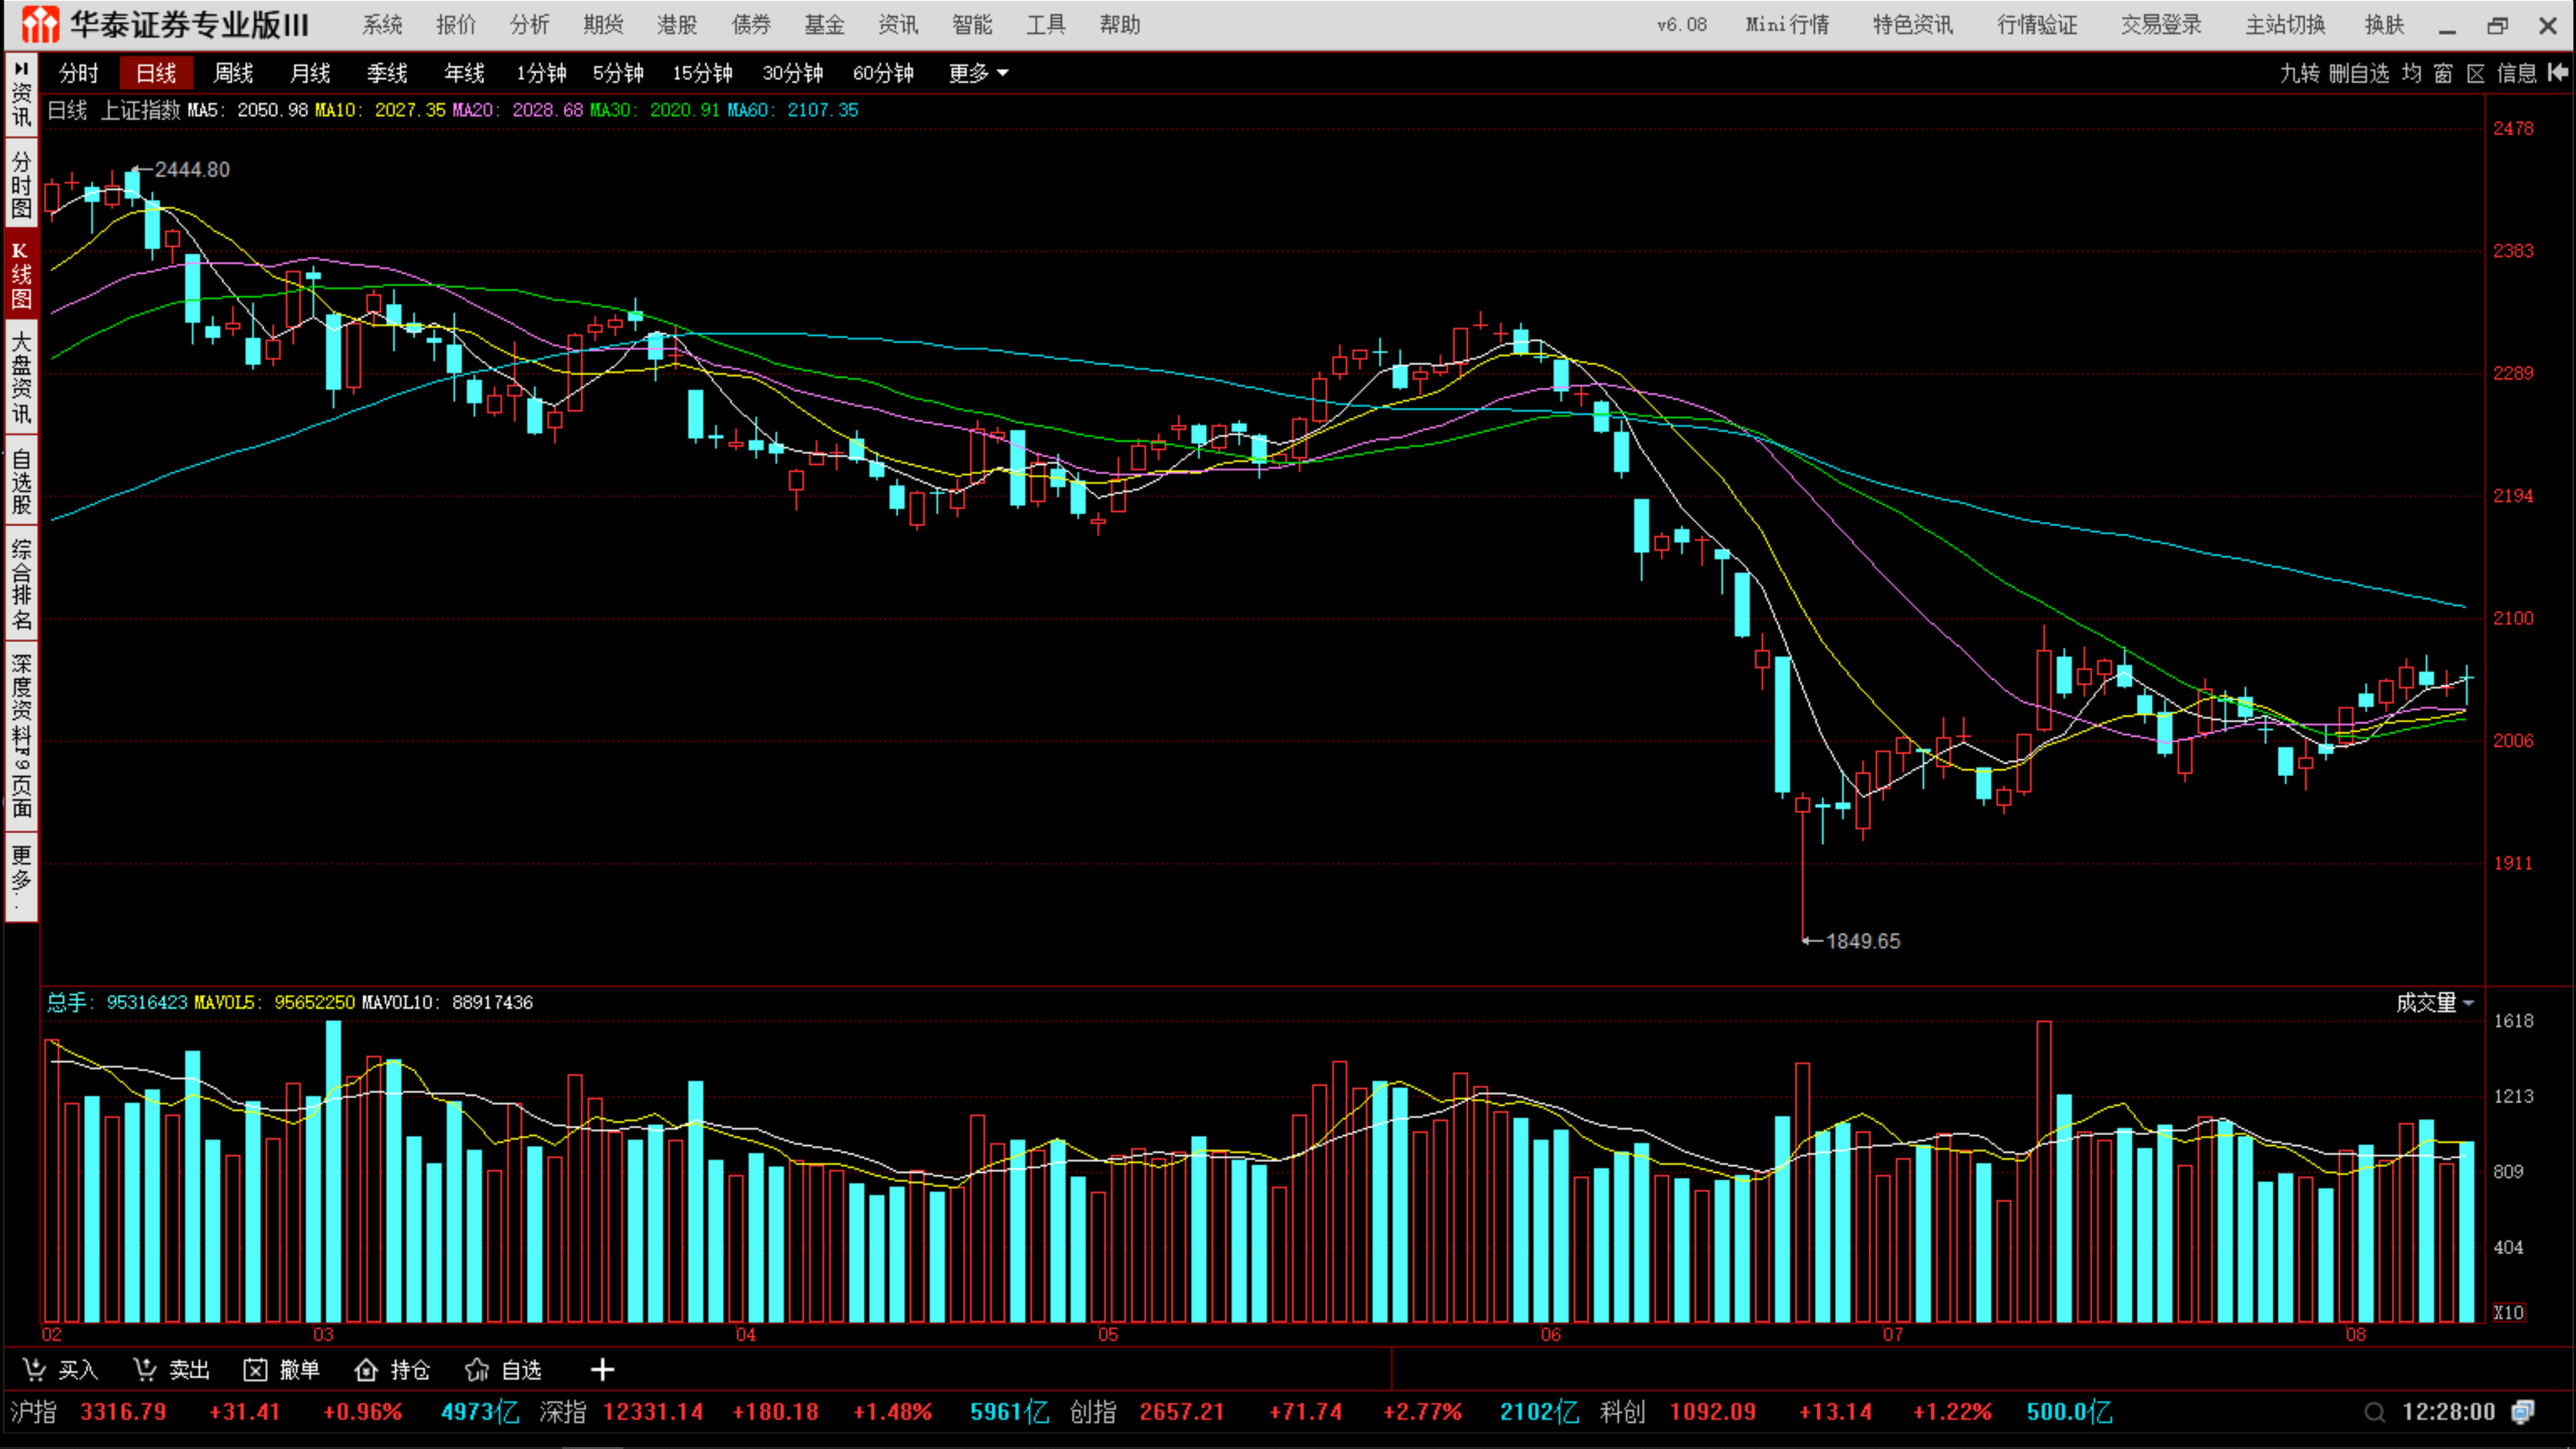 华泰证券专业版III 系统 报价 分析 期货 港股 债券 基金 资讯 智能 工具 帮助 v6.08 Mini行情 特色资讯 行情验证 交易登录 主站切换 换肤
分时 日线 周线 月线 季线 年线 1分钟 5分钟 15分钟 30分钟 60分钟 更多 九转 删自选 均 窗 区 信息
日线 上证指数 MA5: 2050.98 MA10: 2027.35 MA20: 2028.68 MA30: 2020.91 MA60: 2107.35
资讯
分时图
K线图
大盘资讯
自选股
综合排名
深度资料F9页面
更多..
2444.80
1849.65
2478
2383
2289
2194
2100
2006
1911
总手: 95316423 MAVOL5: 95652250 MAVOL10: 88917436 成交量
1618
1213
809
404
X10
02 03 04 05 06 07 08
买入 卖出 撤单 持仓 自选
沪指 3316.79 +31.41 +0.96% 4973亿 深指 12331.14 +180.18 +1.48% 5961亿 创指 2657.21 +71.74 +2.77% 2102亿 科创 1092.09 +13.14 +1.22% 500.0亿 12:28:00